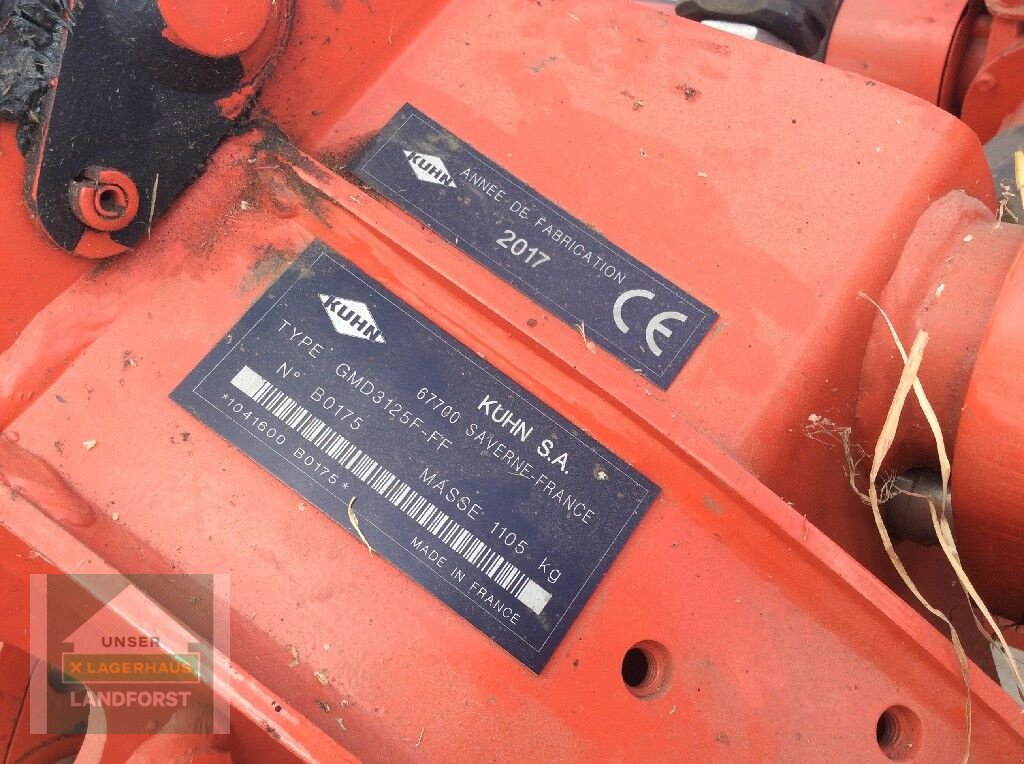 KUHN
ANNEE DE FABRICATION
2017
CE
KUHN
KUHN S.A.
67700 SAVERNE-FRANCE
TYPE GMD3125F-FF MASSE 1105 kg
N° B0175
*1041600 B0175*
MADE IN FRANCE
UNSER
X LAGERHAUS
LANDFORST